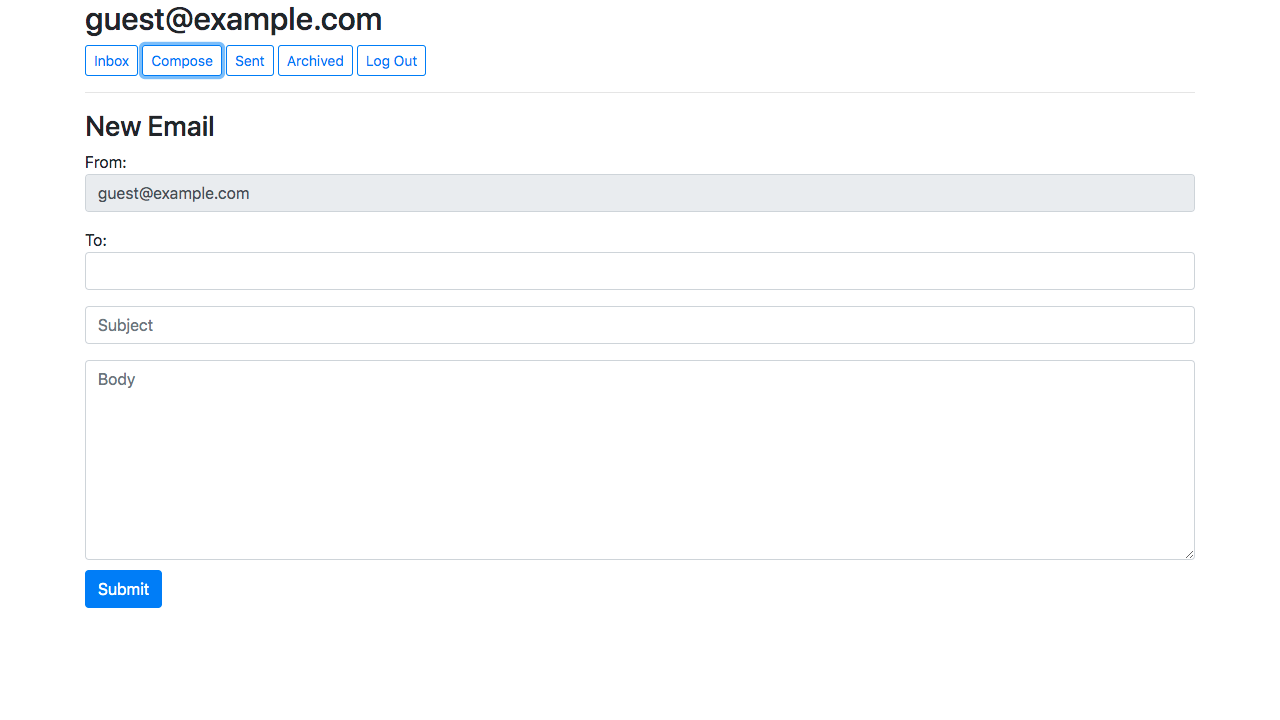 guest@example.com
Inbox Compose Sent Archived Log Out
New Email
From:
guest@example.com
To:
Subject
Body
Submit